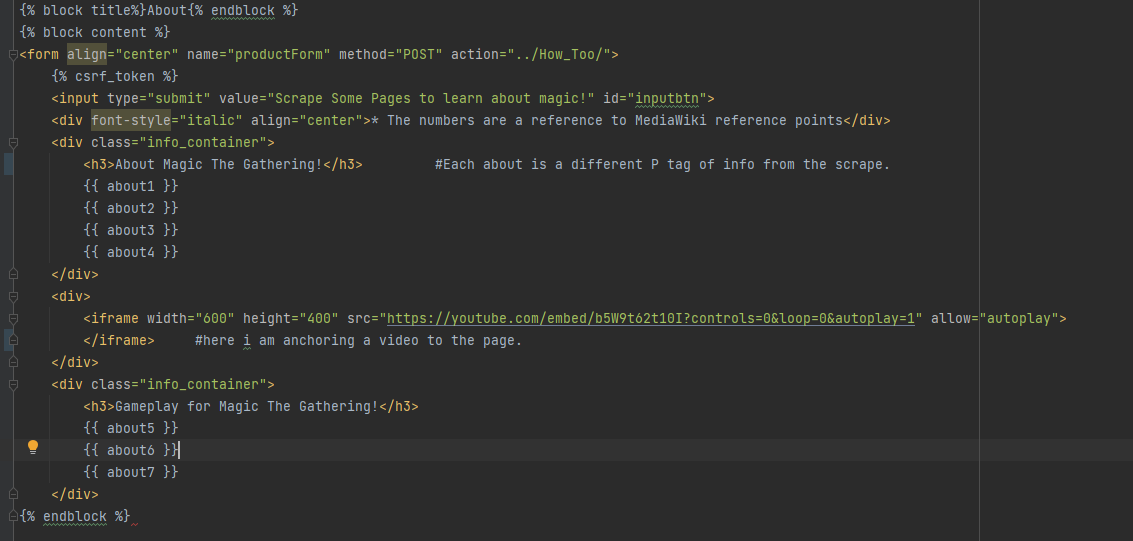 {% block title%}About{% endblock %}
{% block content %}
<form align="center" name="productForm" method="POST" action="../How_Too/">
    {% csrf_token %}
    <input type="submit" value="Scrape Some Pages to learn about magic!" id="inputbtn">
    <div font-style="italic" align="center">* The numbers are a reference to MediaWiki reference points</div>
    <div class="info_container">
        <h3>About Magic The Gathering!</h3>         #Each about is a different P tag of info from the scrape.
        {{ about1 }}
        {{ about2 }}
        {{ about3 }}
        {{ about4 }}
    </div>
    <div>
        <iframe width="600" height="400" src="https://youtube.com/embed/b5W9t62t10I?controls=0&loop=0&autoplay=1" allow="autoplay">
        </iframe>     #here i am anchoring a video to the page.
    </div>
    <div class="info_container">
        <h3>Gameplay for Magic The Gathering!</h3>
        {{ about5 }}
        {{ about6 }}
        {{ about7 }}
    </div>
{% endblock %}